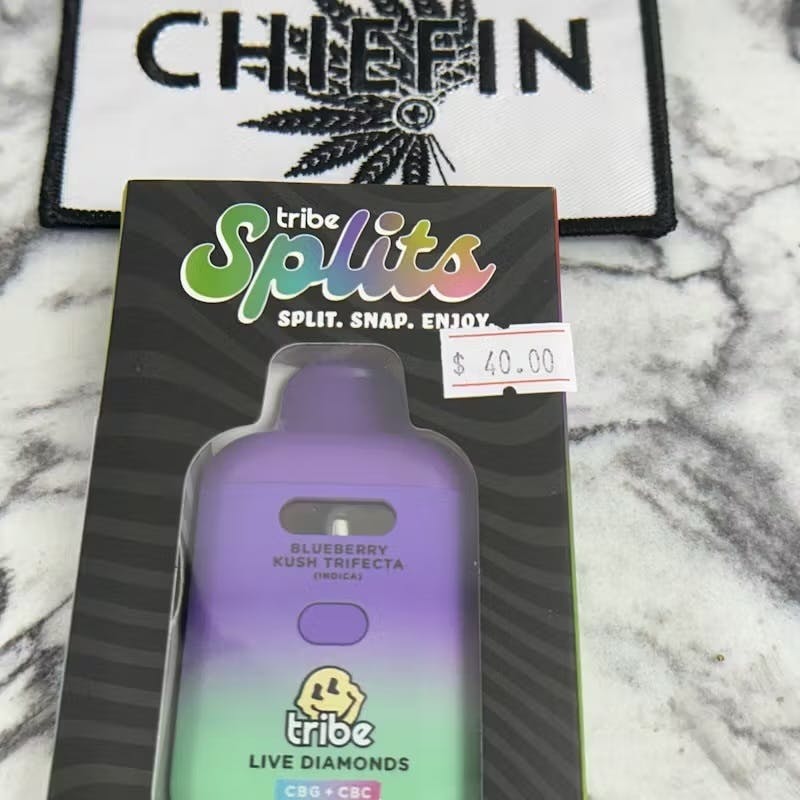 CHIEFIN
tribe
Splits
SPLIT. SNAP. ENJOY.
$ 40.00
BLUEBERRY
KUSH TRIFECTA
(INDICA)
tribe
LIVE DIAMONDS
CBG + CBC